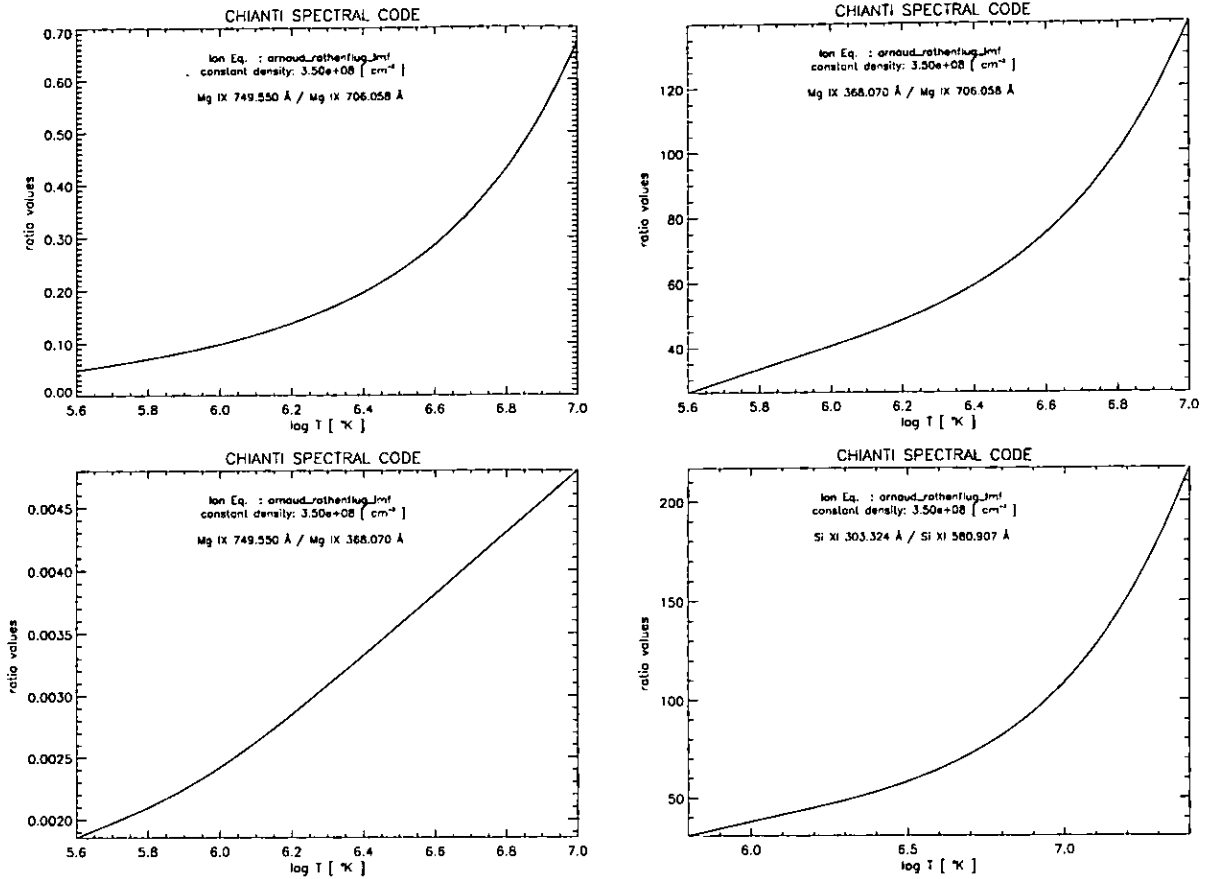 CHIANTI SPECTRAL CODE
Ion Eq. : arnaud_rothenflug_lmf
constant density: 3.50e+08 [ cm⁻³ ]
Mg IX 749.550 Å / Mg IX 706.058 Å
ratio values
0.70
0.60
0.50
0.40
0.30
0.20
0.10
0.00
5.6 5.8 6.0 6.2 6.4 6.6 6.8 7.0
log T [ °K ]
CHIANTI SPECTRAL CODE
Ion Eq. : arnaud_rothenflug_lmf
constant density: 3.50e+08 [ cm⁻³ ]
Mg IX 368.070 Å / Mg IX 706.058 Å
ratio values
120
100
80
60
40
5.6 5.8 6.0 6.2 6.4 6.6 6.8 7.0
log T [ °K ]
CHIANTI SPECTRAL CODE
Ion Eq. : arnaud_rothenflug_lmf
constant density: 3.50e+08 [ cm⁻³ ]
Mg IX 749.550 Å / Mg IX 368.070 Å
ratio values
0.0045
0.0040
0.0035
0.0030
0.0025
0.0020
5.6 5.8 6.0 6.2 6.4 6.6 6.8 7.0
log T [ °K ]
CHIANTI SPECTRAL CODE
Ion Eq. : arnaud_rothenflug_lmf
constant density: 3.50e+08 [ cm⁻³ ]
Si XI 303.324 Å / Si XI 580.907 Å
ratio values
200
150
100
50
6.0 6.5 7.0
log T [ °K ]